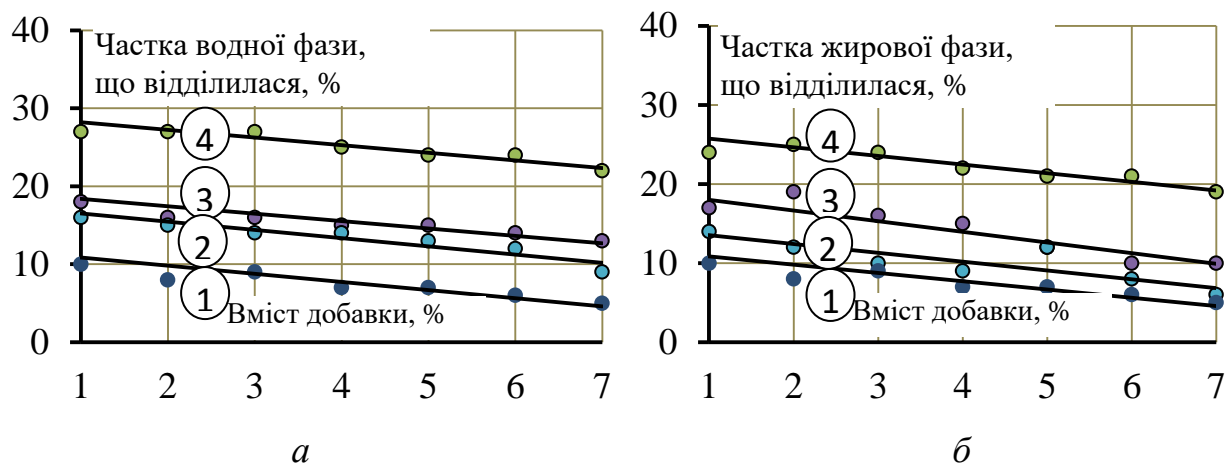 40
30
20
10
0
Частка водної фази,
що відділилася, %
4
3
2
1
Вміст добавки, %
1 2 3 4 5 6 7
а
40
30
20
10
0
Частка жирової фази,
що відділилася, %
4
3
2
1
Вміст добавки, %
1 2 3 4 5 6 7
б